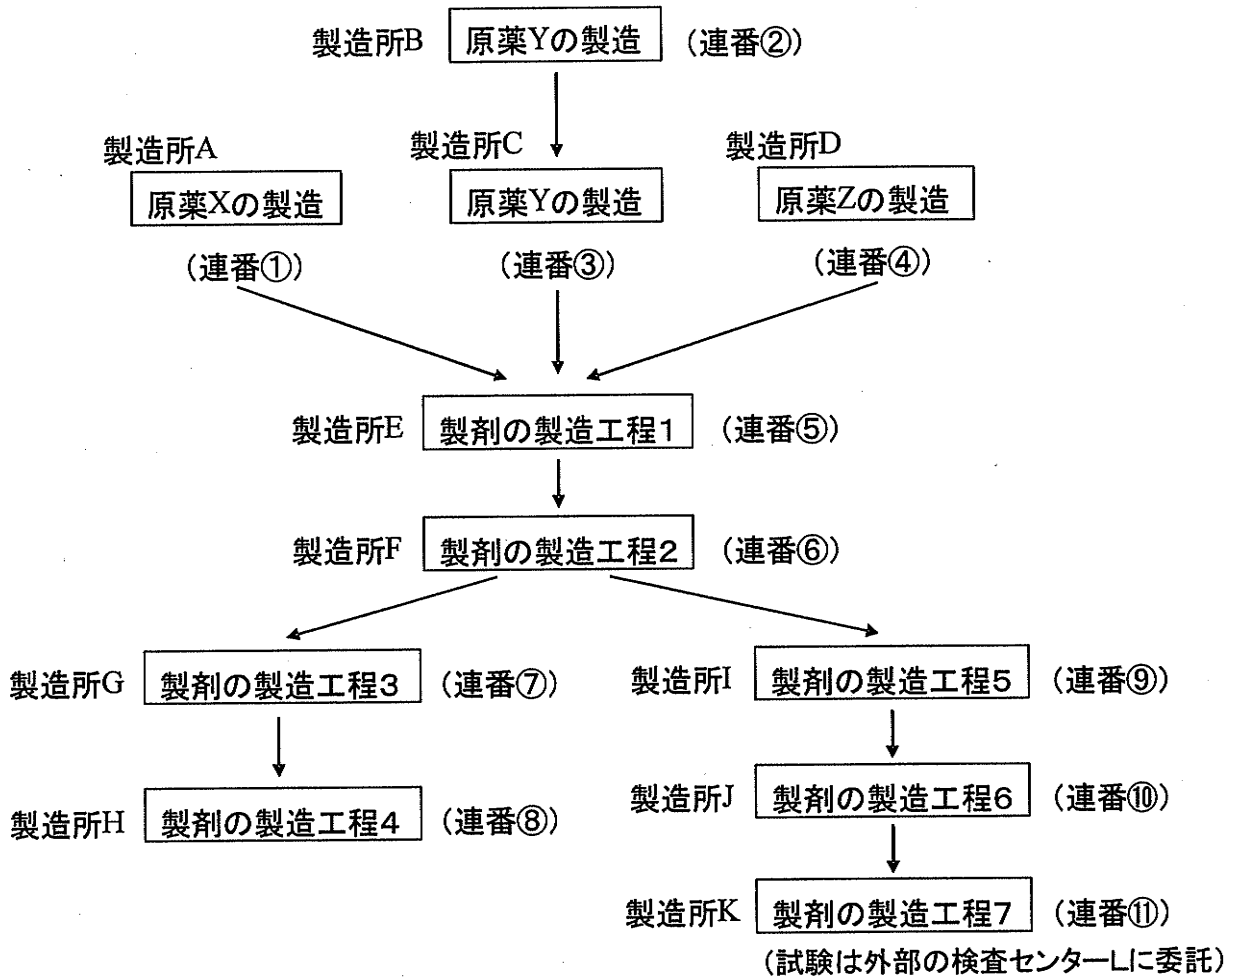 製造所B 原薬Yの製造 (連番②)
製造所A 製造所C 製造所D
原薬Xの製造 原薬Yの製造 原薬Zの製造
(連番①) (連番③) (連番④)
製造所E 製剤の製造工程1 (連番⑤)
製造所F 製剤の製造工程2 (連番⑥)
製造所G 製剤の製造工程3 (連番⑦) 製造所I 製剤の製造工程5 (連番⑨)
製造所H 製剤の製造工程4 (連番⑧) 製造所J 製剤の製造工程6 (連番⑩)
製造所K 製剤の製造工程7 (連番⑪)
(試験は外部の検査センターLに委託)